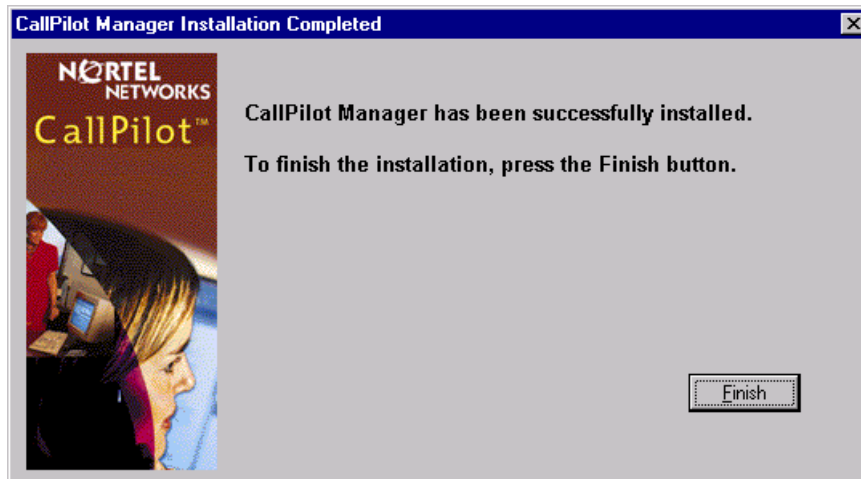 CallPilot Manager Installation Completed
NORTEL
NETWORKS
CallPilot™
CallPilot Manager has been successfully installed.
To finish the installation, press the Finish button.
Finish